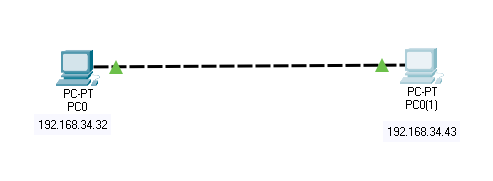 PC-PT
PC0
192.168.34.32
PC-PT
PC0(1)
192.168.34.43